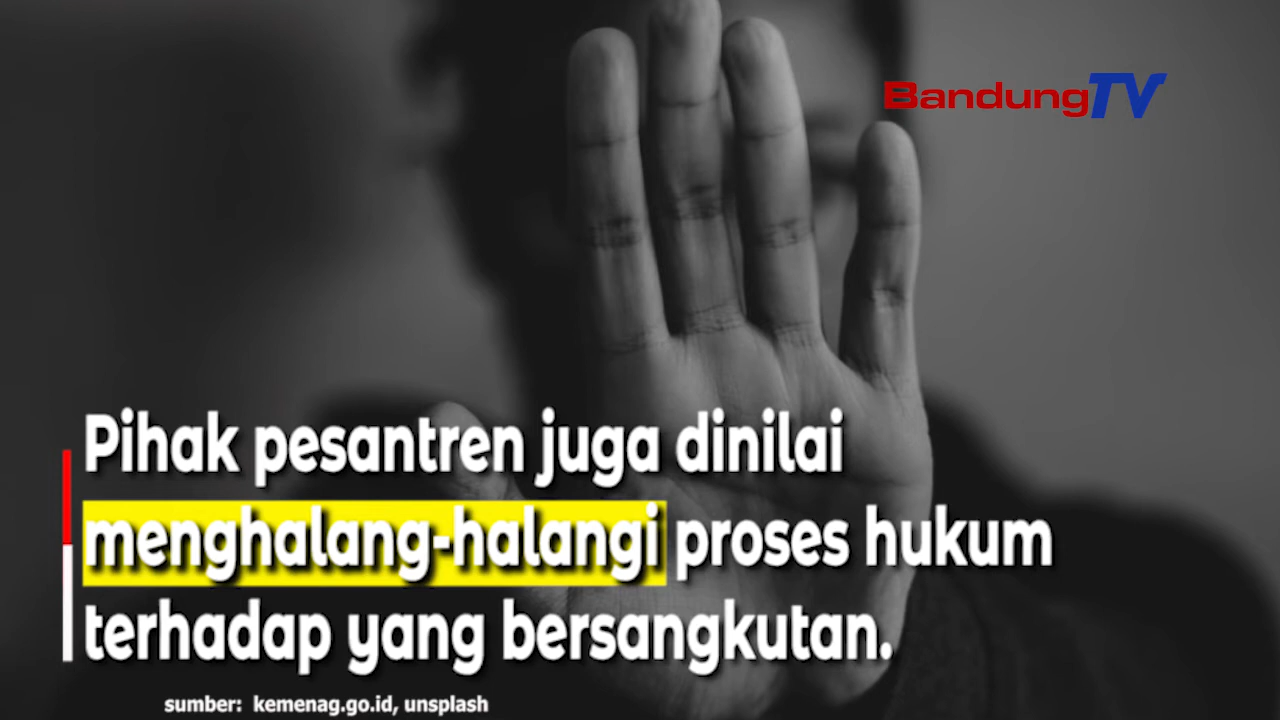 BandungTV
Pihak pesantren juga dinilai
menghalang-halangi proses hukum
terhadap yang bersangkutan.
sumber: kemenag.go.id, unsplash